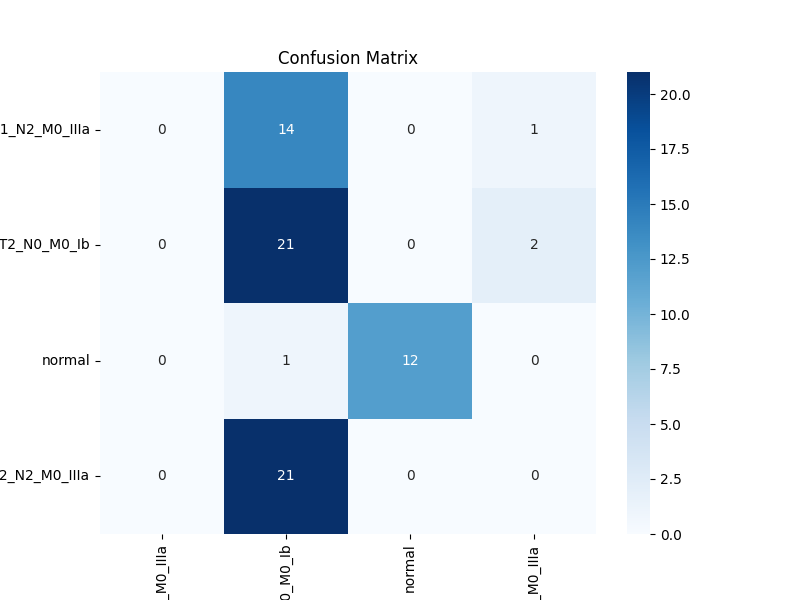 Confusion Matrix
1_N2_M0_IIIa
0 14 0 1
T2_N0_M0_Ib
0 21 0 2
normal
0 1 12 0
2_N2_M0_IIIa
0 21 0 0
_M0_IIIa
0_M0_Ib
normal
_M0_IIIa
20.0
17.5
15.0
12.5
10.0
7.5
5.0
2.5
0.0